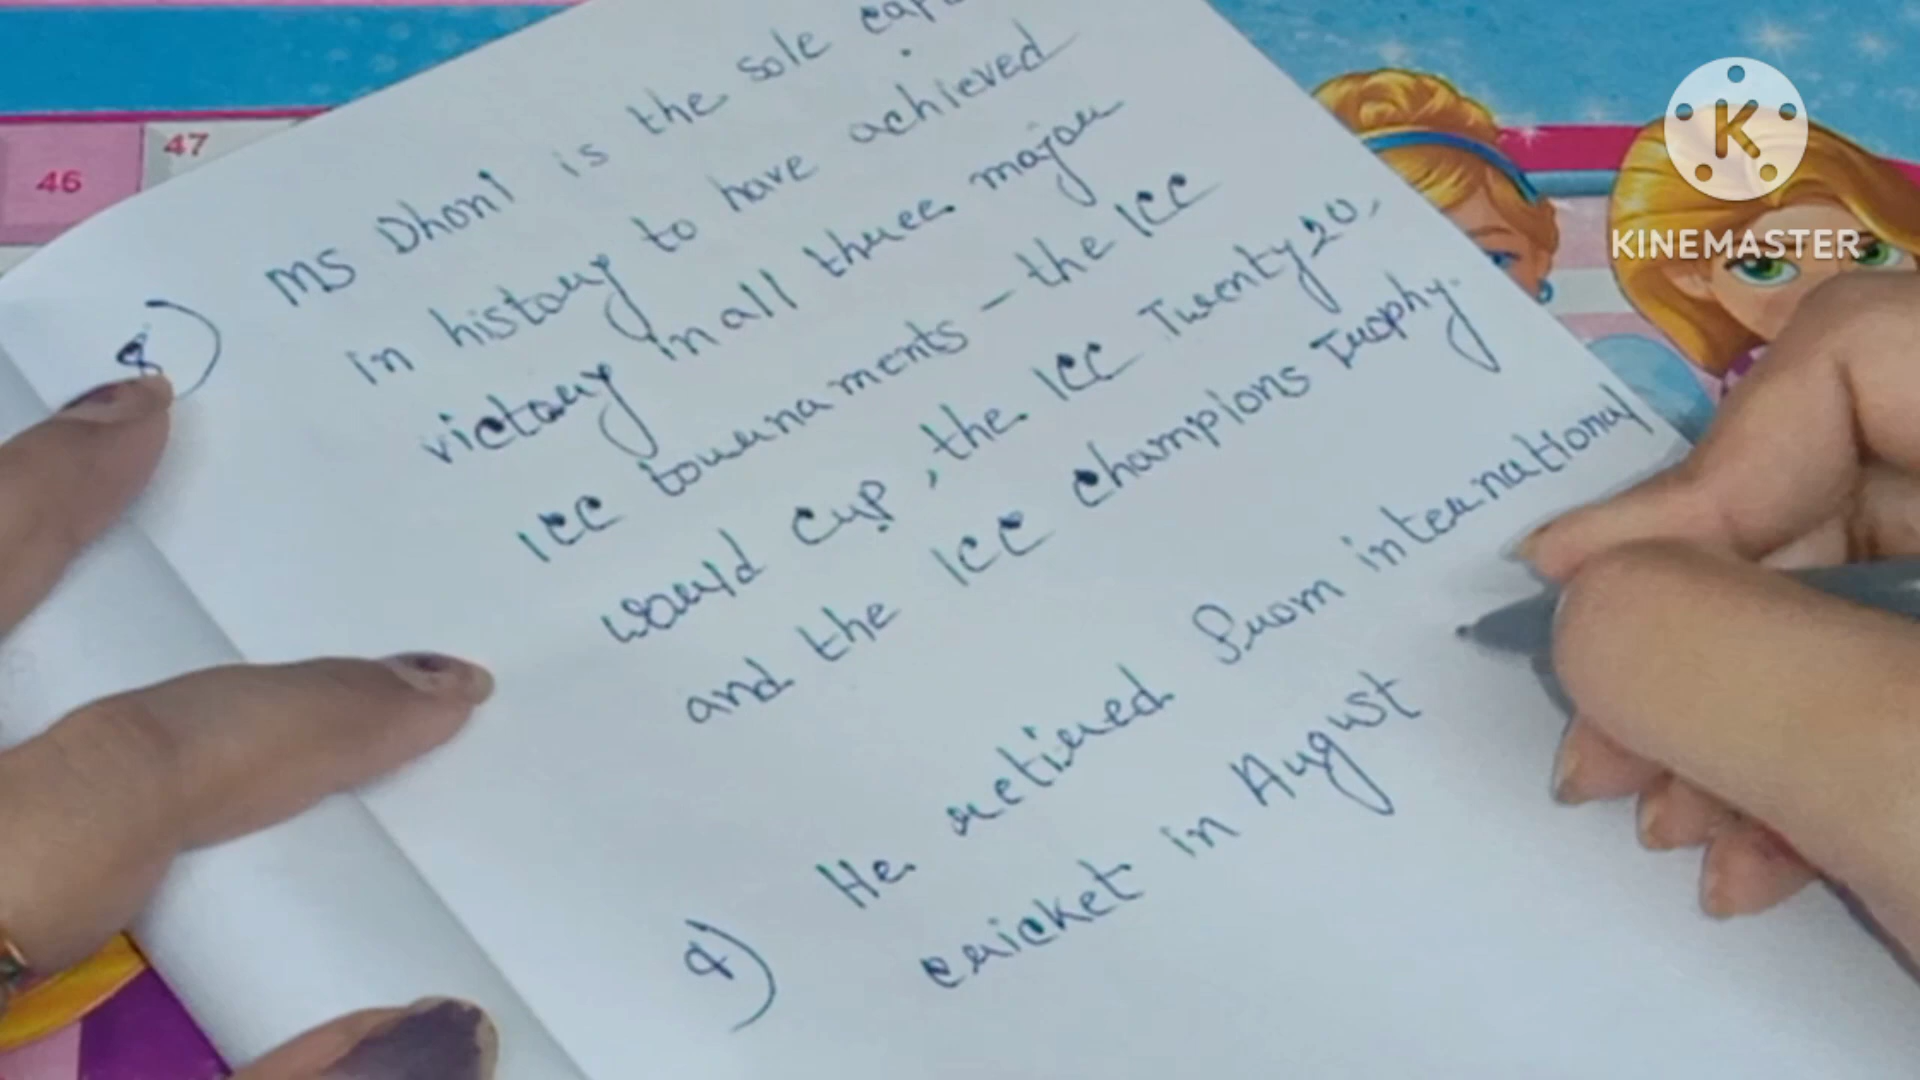 46
47
8) MS Dhoni is the sole
in history to have achieved
victory in all three major
ICC tournaments – the ICC
World Cup, the ICC Twenty20,
and the ICC Champions Trophy.
9) He retired from international
cricket in August
KINEMASTER